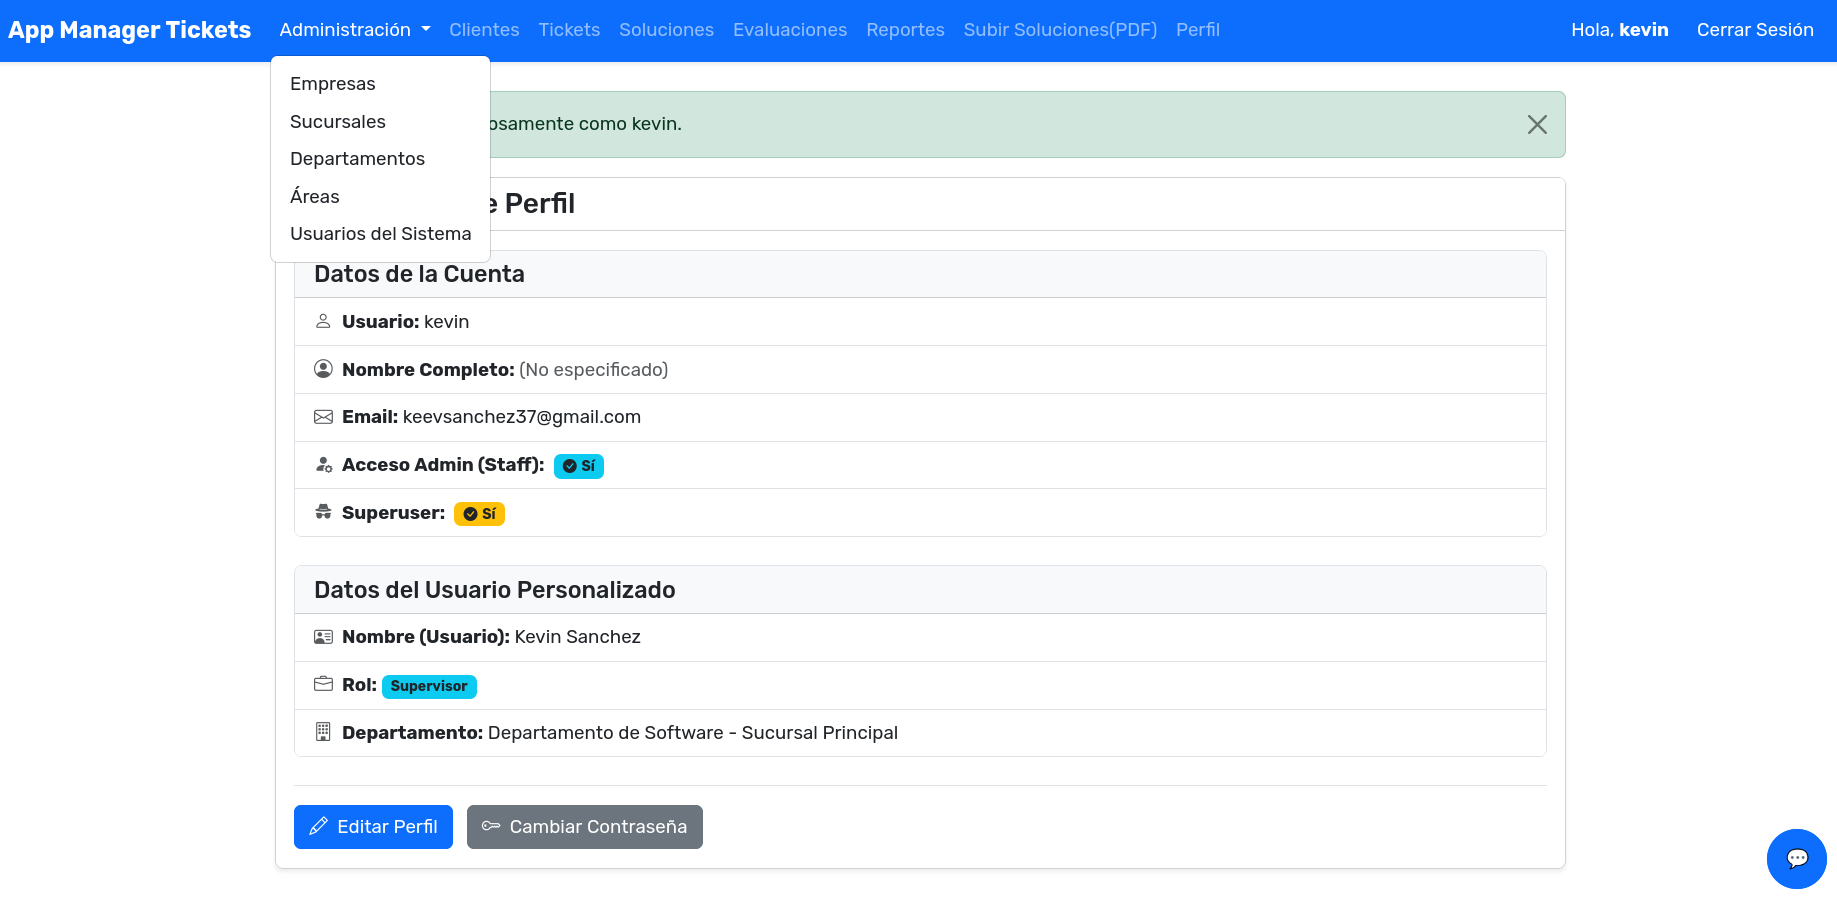 App Manager Tickets Administración Clientes Tickets Soluciones Evaluaciones Reportes Subir Soluciones(PDF) Perfil Hola, kevin Cerrar Sesión
Empresas
Sucursales
Departamentos
Áreas
Usuarios del Sistema
como kevin.
Perfil
Datos de la Cuenta
Usuario: kevin
Nombre Completo: (No especificado)
Email: keevsanchez37@gmail.com
Acceso Admin (Staff): Sí
Superuser: Sí
Datos del Usuario Personalizado
Nombre (Usuario): Kevin Sanchez
Rol: Supervisor
Departamento: Departamento de Software - Sucursal Principal
Editar Perfil Cambiar Contraseña